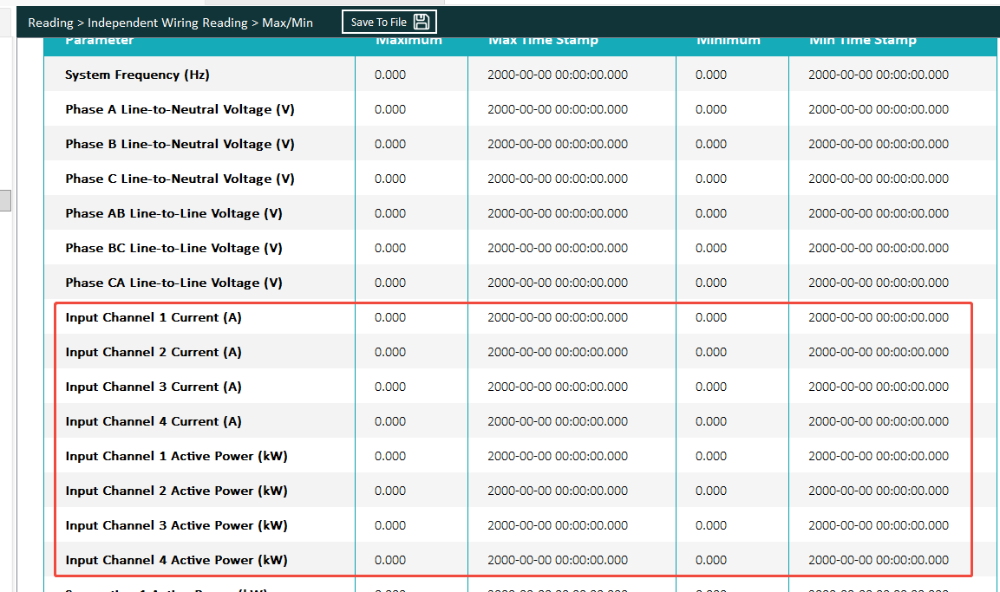 Reading > Independent Wiring Reading > Max/Min Save To File
Parameter Maximum Max Time Stamp Minimum Min Time Stamp
System Frequency (Hz) 0.000 2000-00-00 00:00:00.000 0.000 2000-00-00 00:00:00.000
Phase A Line-to-Neutral Voltage (V) 0.000 2000-00-00 00:00:00.000 0.000 2000-00-00 00:00:00.000
Phase B Line-to-Neutral Voltage (V) 0.000 2000-00-00 00:00:00.000 0.000 2000-00-00 00:00:00.000
Phase C Line-to-Neutral Voltage (V) 0.000 2000-00-00 00:00:00.000 0.000 2000-00-00 00:00:00.000
Phase AB Line-to-Line Voltage (V) 0.000 2000-00-00 00:00:00.000 0.000 2000-00-00 00:00:00.000
Phase BC Line-to-Line Voltage (V) 0.000 2000-00-00 00:00:00.000 0.000 2000-00-00 00:00:00.000
Phase CA Line-to-Line Voltage (V) 0.000 2000-00-00 00:00:00.000 0.000 2000-00-00 00:00:00.000
Input Channel 1 Current (A) 0.000 2000-00-00 00:00:00.000 0.000 2000-00-00 00:00:00.000
Input Channel 2 Current (A) 0.000 2000-00-00 00:00:00.000 0.000 2000-00-00 00:00:00.000
Input Channel 3 Current (A) 0.000 2000-00-00 00:00:00.000 0.000 2000-00-00 00:00:00.000
Input Channel 4 Current (A) 0.000 2000-00-00 00:00:00.000 0.000 2000-00-00 00:00:00.000
Input Channel 1 Active Power (kW) 0.000 2000-00-00 00:00:00.000 0.000 2000-00-00 00:00:00.000
Input Channel 2 Active Power (kW) 0.000 2000-00-00 00:00:00.000 0.000 2000-00-00 00:00:00.000
Input Channel 3 Active Power (kW) 0.000 2000-00-00 00:00:00.000 0.000 2000-00-00 00:00:00.000
Input Channel 4 Active Power (kW) 0.000 2000-00-00 00:00:00.000 0.000 2000-00-00 00:00:00.000